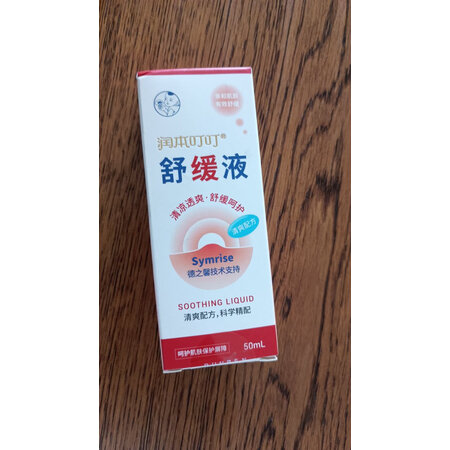 润本叮叮®
舒缓液
清凉透爽·舒缓呵护
清爽配方
Symrise
德之馨技术支持
SOOTHING LIQUID
清爽配方,科学精配
呵护肌肤保护屏障
50mL